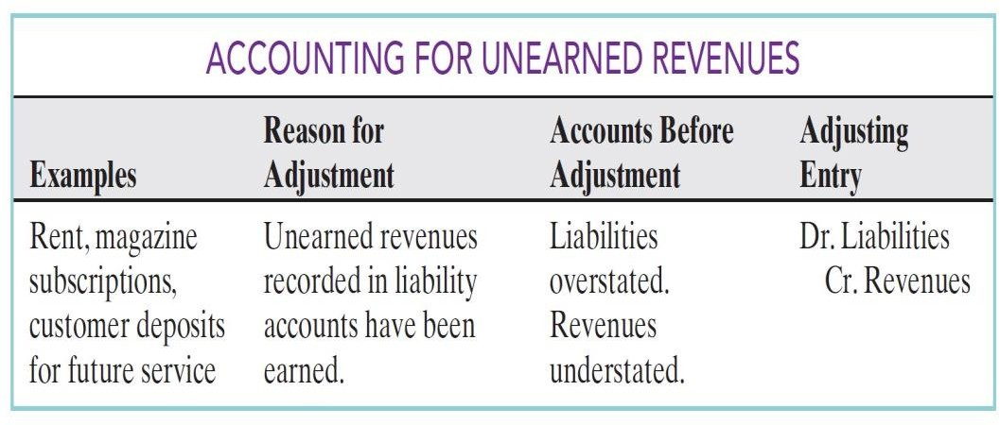 ACCOUNTING FOR UNEARNED REVENUES
Examples
Reason for
Adjustment
Accounts Before
Adjustment
Adjusting
Entry
Rent, magazine
subscriptions,
customer deposits
for future service
Unearned revenues
recorded in liability
accounts have been
earned.
Liabilities
overstated.
Revenues
understated.
Dr. Liabilities
Cr. Revenues